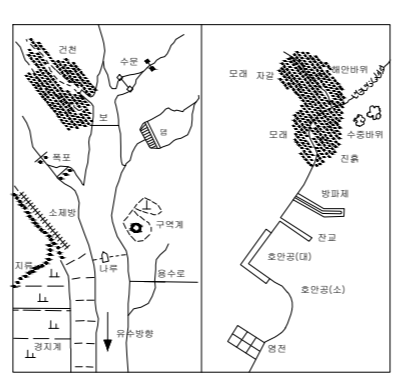 건천
수문
보
댐
폭포
소제방
구역계
지류
나루
용수로
유수방향
경지계
모래 자갈
해안바위
모래
수중바위
진흙
방파제
잔교
호안공(대)
호안공(소)
염전